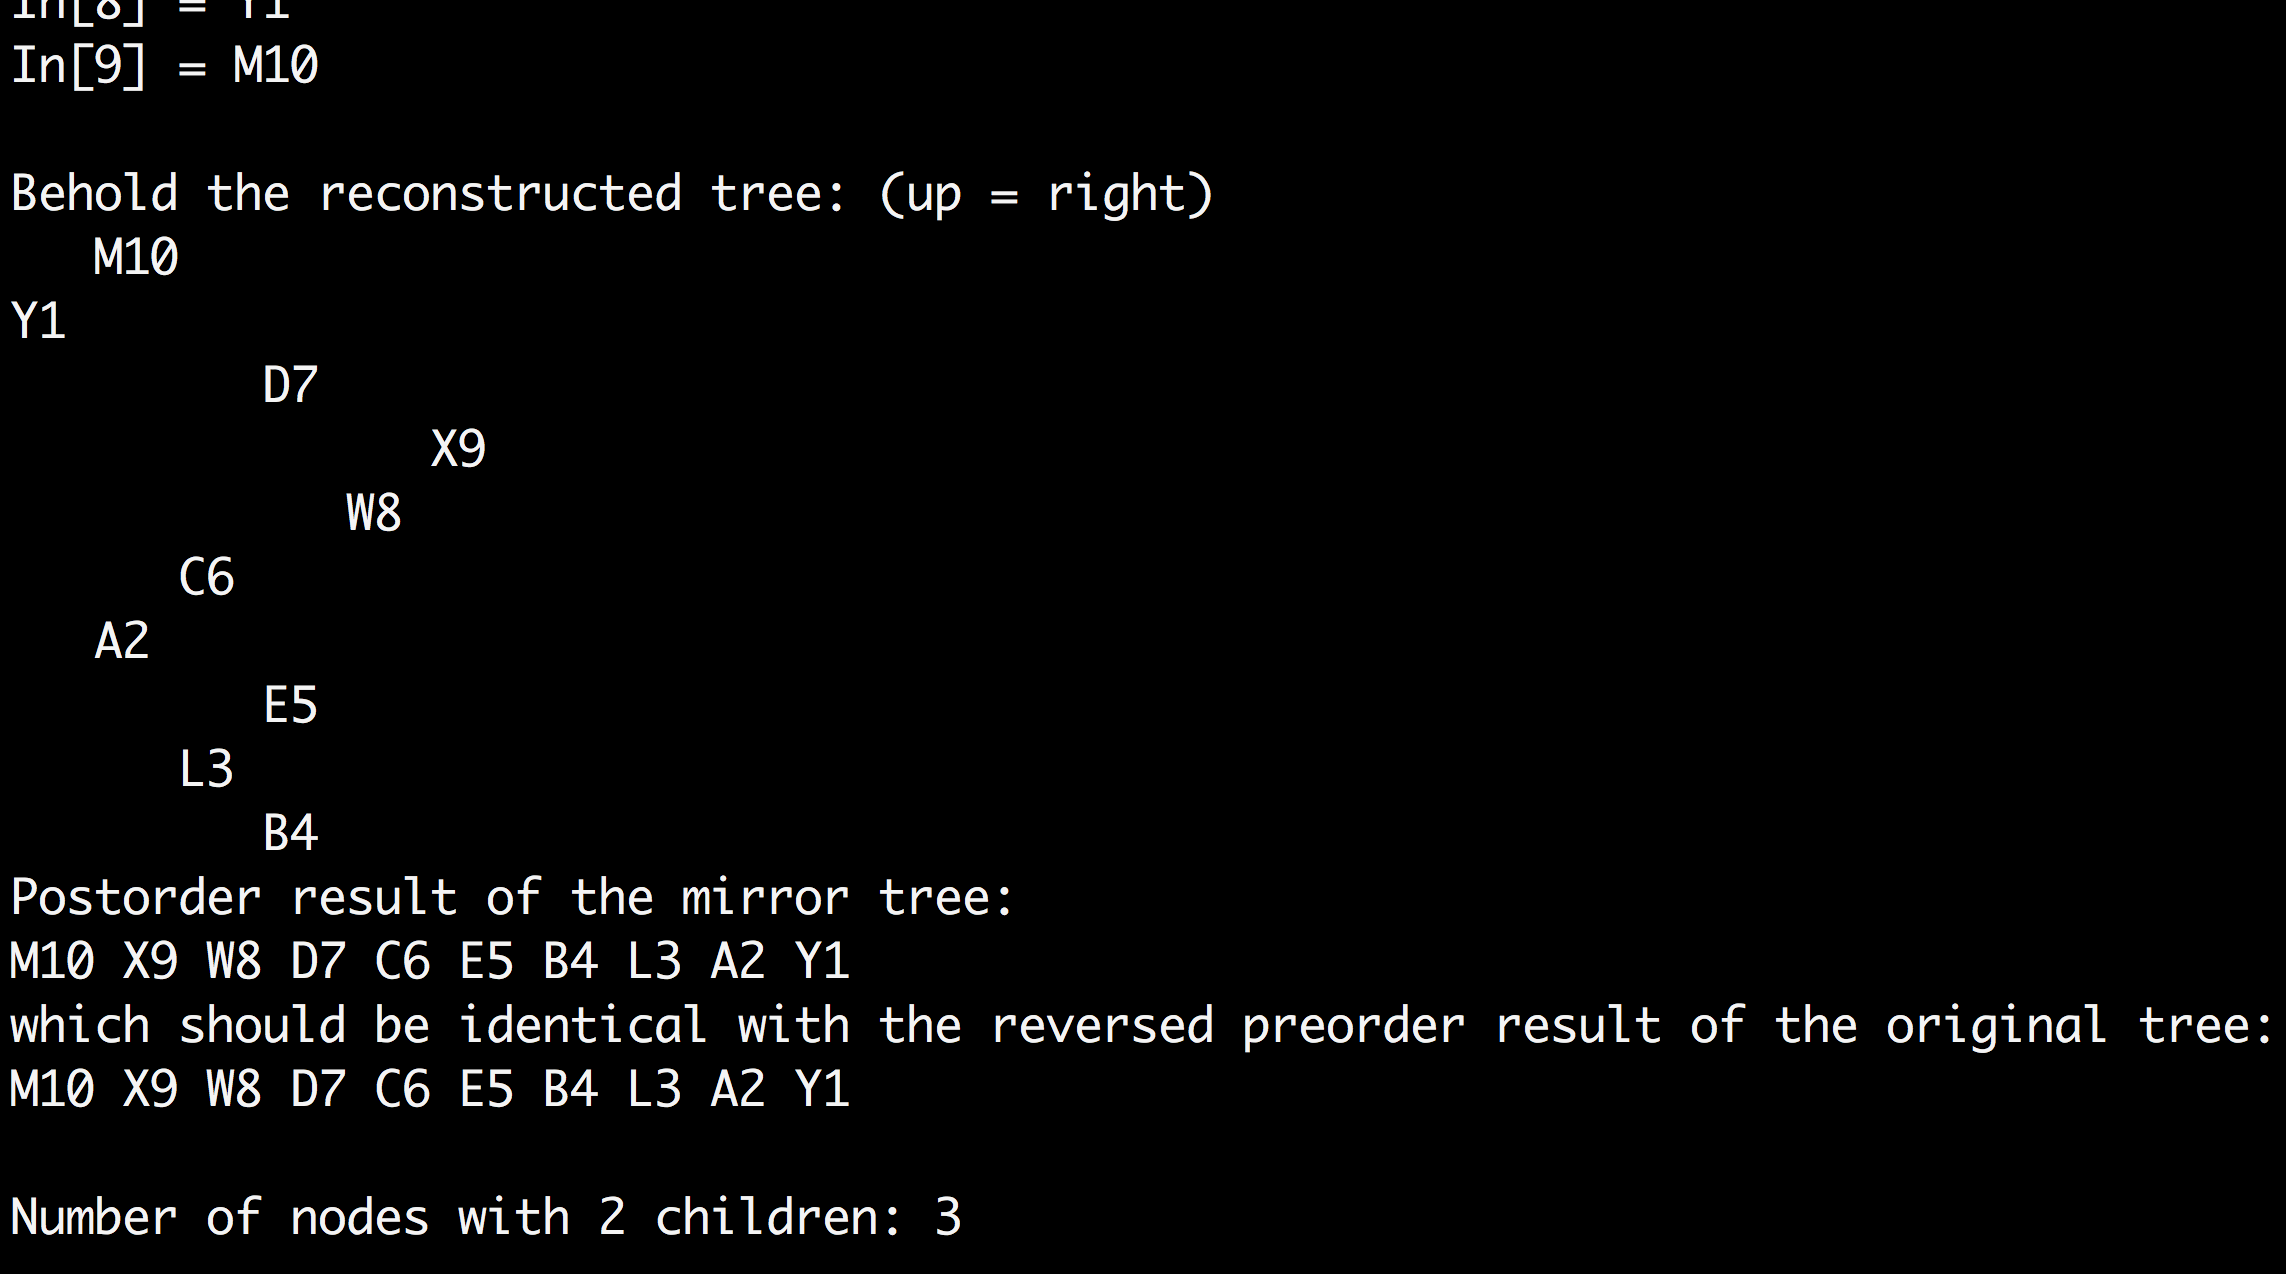 In[8] = Y1
In[9] = M10

Behold the reconstructed tree: (up = right)
   M10
Y1
         D7
               X9
            W8
      C6
   A2
         E5
      L3
         B4
Postorder result of the mirror tree:
M10 X9 W8 D7 C6 E5 B4 L3 A2 Y1
which should be identical with the reversed preorder result of the original tree:
M10 X9 W8 D7 C6 E5 B4 L3 A2 Y1

Number of nodes with 2 children: 3